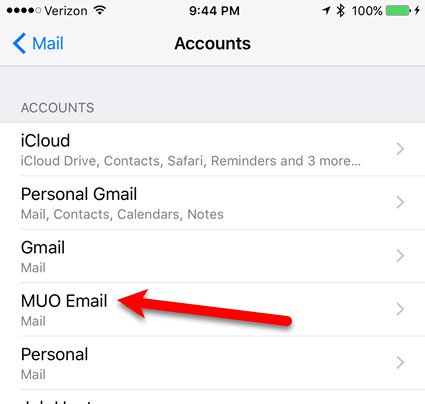 Verizon 9:44 PM 100%
Mail Accounts
ACCOUNTS
iCloud
iCloud Drive, Contacts, Safari, Reminders and 3 more...
Personal Gmail
Mail, Contacts, Calendars, Notes
Gmail
Mail
MUO Email
Mail
Personal
Mail